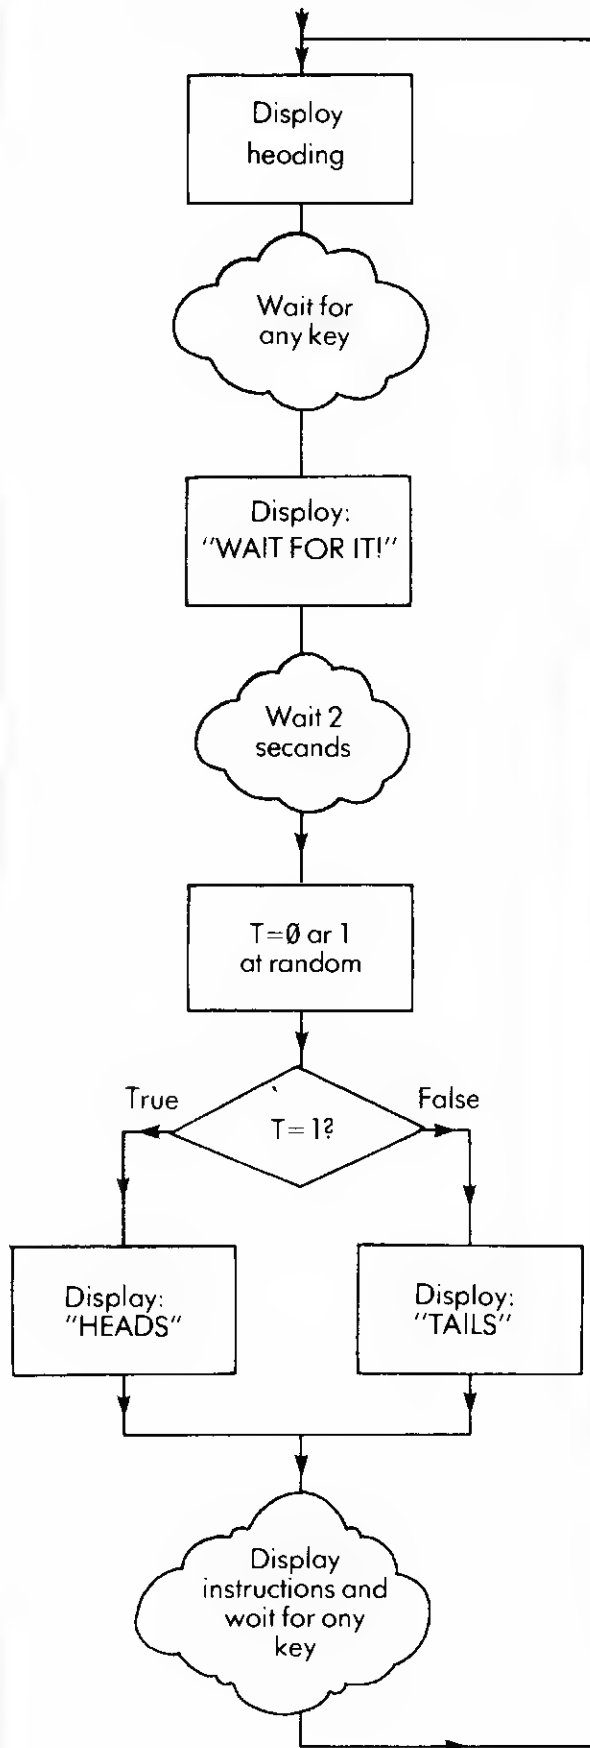 Display
heoding
Wait for
any key
Display:
"WAIT FOR IT!"
Wait 2
secands
T=Ø ar 1
at random
True
False
T=1?
Display:
"HEADS"
Disploy:
"TAILS"
Display
instructions and
woit for ony
key